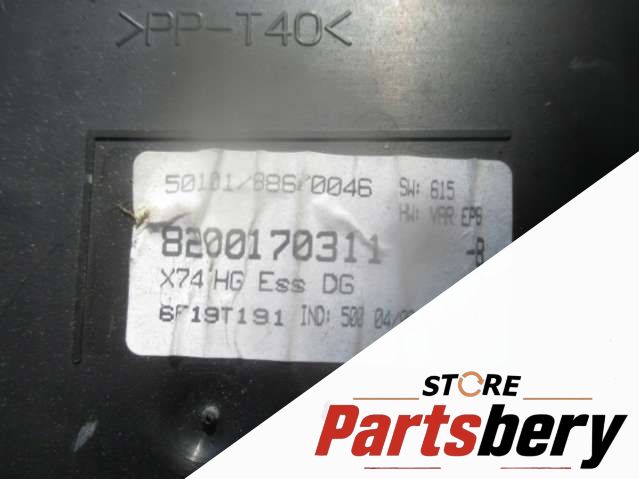 >PP-T40<
50101/886/0046 SW: 615
HW: VAR EPS
8200170311 -B
X74 HG Ess DG
6F19T191 IND: 500 04/
STORE
Partsbery